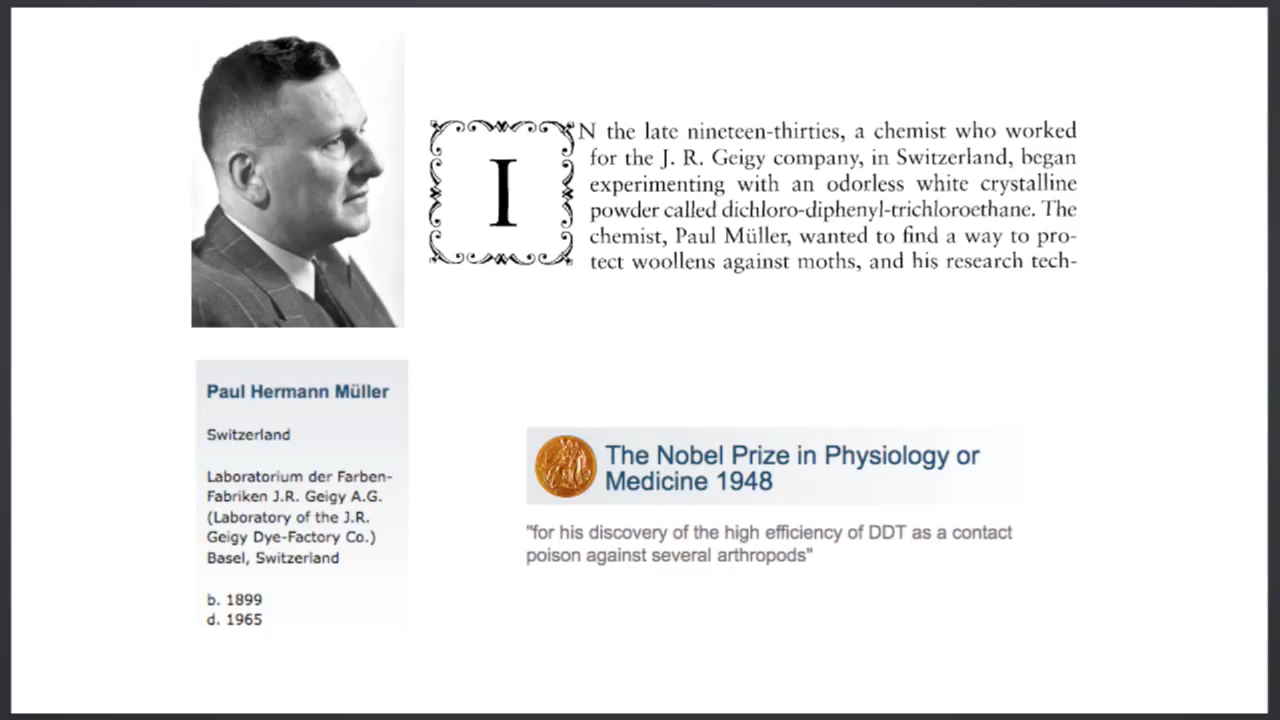 IN the late nineteen-thirties, a chemist who worked
for the J. R. Geigy company, in Switzerland, began
experimenting with an odorless white crystalline
powder called dichloro-diphenyl-trichloroethane. The
chemist, Paul Müller, wanted to find a way to pro-
tect woollens against moths, and his research tech-
Paul Hermann Müller
Switzerland
Laboratorium der Farben-
Fabriken J.R. Geigy A.G.
(Laboratory of the J.R.
Geigy Dye-Factory Co.)
Basel, Switzerland
b. 1899
d. 1965
The Nobel Prize in Physiology or
Medicine 1948
"for his discovery of the high efficiency of DDT as a contact
poison against several arthropods"